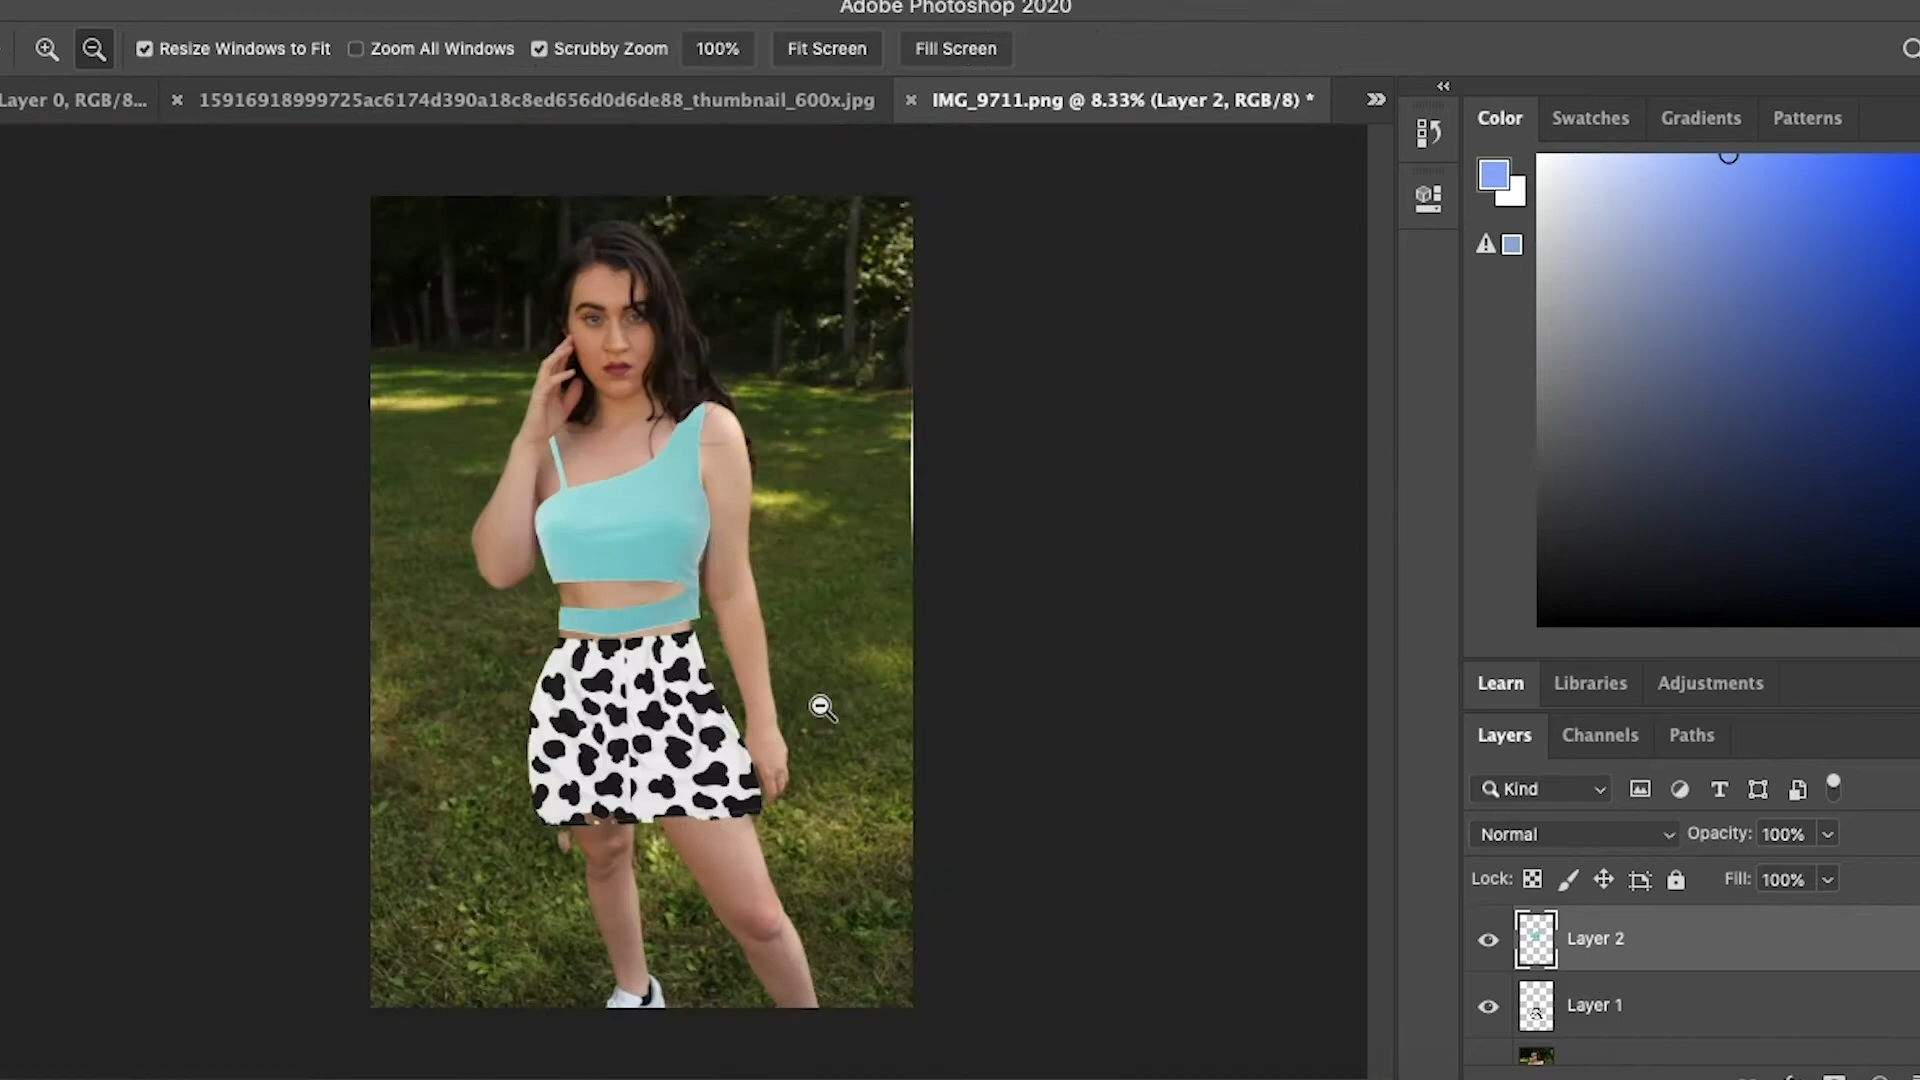 Adobe Photoshop 2020
Resize Windows to Fit Zoom All Windows Scrubby Zoom 100% Fit Screen Fill Screen
Layer 0, RGB/8... × 15916918999725ac6174d390a18c8ed656d0d6de88_thumbnail_600x.jpg × IMG_9711.png @ 8.33% (Layer 2, RGB/8) *
Color Swatches Gradients Patterns
Learn Libraries Adjustments
Layers Channels Paths
Kind
Normal Opacity: 100%
Lock: Fill: 100%
Layer 2
Layer 1